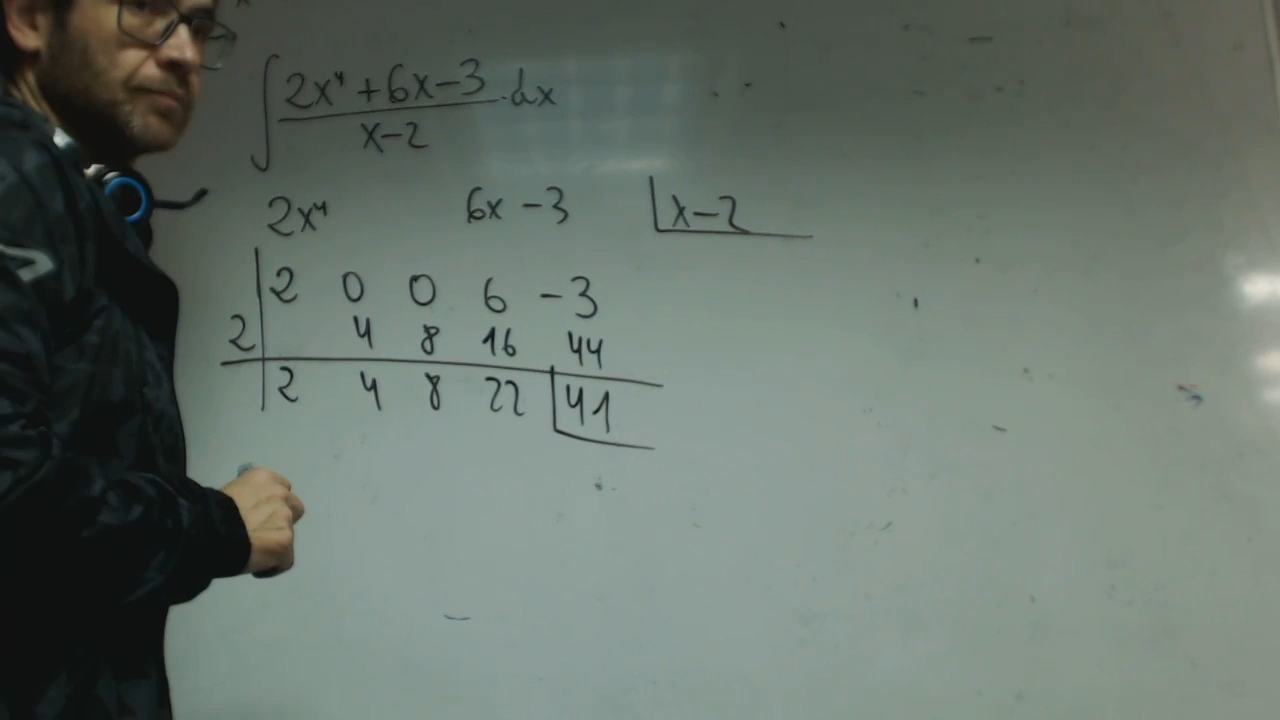 ∫ (2x⁴ + 6x − 3)/(x − 2) · dx
2x⁴ 6x − 3 |x − 2
2 0 0 6 −3
2 4 8 16 44
2 4 8 22 |41